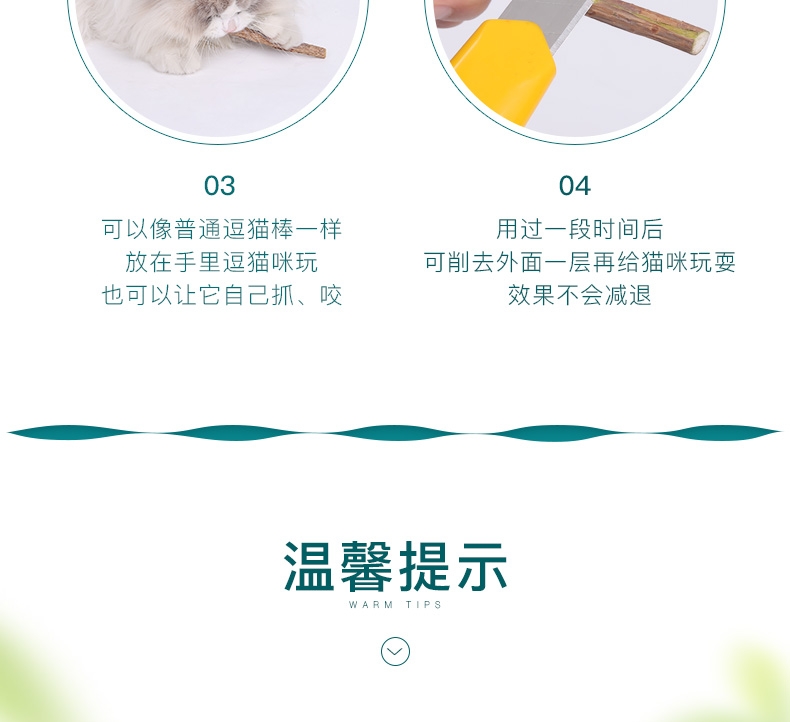 03
可以像普通逗猫棒一样
放在手里逗猫咪玩
也可以让它自己抓、咬
04
用过一段时间后
可削去外面一层再给猫咪玩耍
效果不会减退
温馨提示
WARM TIPS